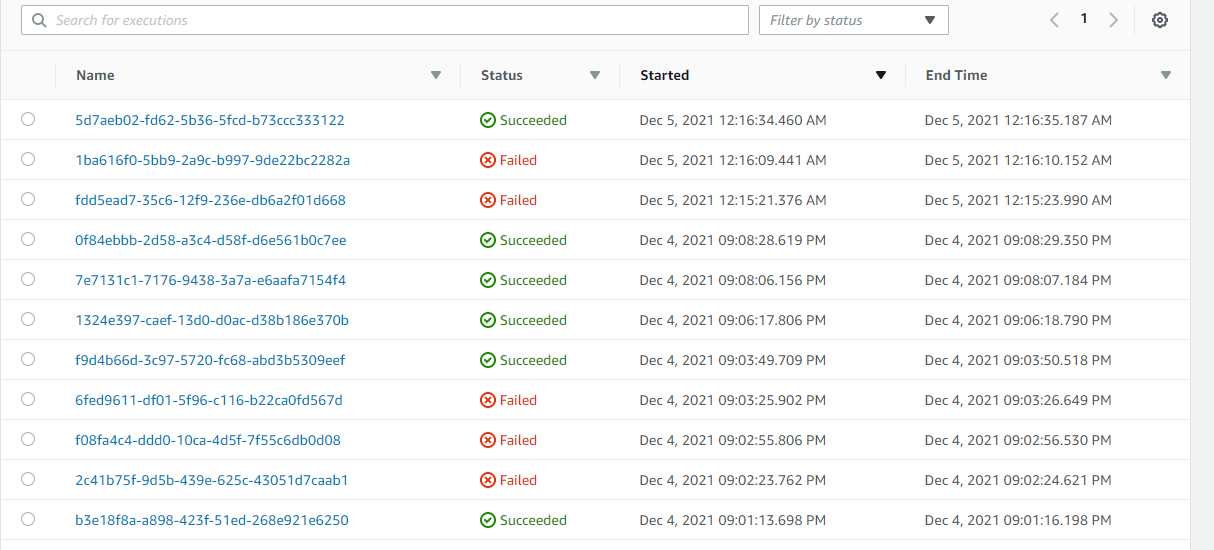 Search for executions Filter by status 1
Name Status Started End Time
5d7aeb02-fd62-5b36-5fcd-b73ccc333122 Succeeded Dec 5, 2021 12:16:34.460 AM Dec 5, 2021 12:16:35.187 AM
1ba616f0-5bb9-2a9c-b997-9de22bc2282a Failed Dec 5, 2021 12:16:09.441 AM Dec 5, 2021 12:16:10.152 AM
fdd5ead7-35c6-12f9-236e-db6a2f01d668 Failed Dec 5, 2021 12:15:21.376 AM Dec 5, 2021 12:15:23.990 AM
0f84ebbb-2d58-a3c4-d58f-d6e561b0c7ee Succeeded Dec 4, 2021 09:08:28.619 PM Dec 4, 2021 09:08:29.350 PM
7e7131c1-7176-9438-3a7a-e6aafa7154f4 Succeeded Dec 4, 2021 09:08:06.156 PM Dec 4, 2021 09:08:07.184 PM
1324e397-caef-13d0-d0ac-d38b186e370b Succeeded Dec 4, 2021 09:06:17.806 PM Dec 4, 2021 09:06:18.790 PM
f9d4b66d-3c97-5720-fc68-abd3b5309eef Succeeded Dec 4, 2021 09:03:49.709 PM Dec 4, 2021 09:03:50.518 PM
6fed9611-df01-5f96-c116-b22ca0fd567d Failed Dec 4, 2021 09:03:25.902 PM Dec 4, 2021 09:03:26.649 PM
f08fa4c4-ddd0-10ca-4d5f-7f55c6db0d08 Failed Dec 4, 2021 09:02:55.806 PM Dec 4, 2021 09:02:56.530 PM
2c41b75f-9d5b-439e-625c-43051d7caab1 Failed Dec 4, 2021 09:02:23.762 PM Dec 4, 2021 09:02:24.621 PM
b3e18f8a-a898-423f-51ed-268e921e6250 Succeeded Dec 4, 2021 09:01:13.698 PM Dec 4, 2021 09:01:16.198 PM